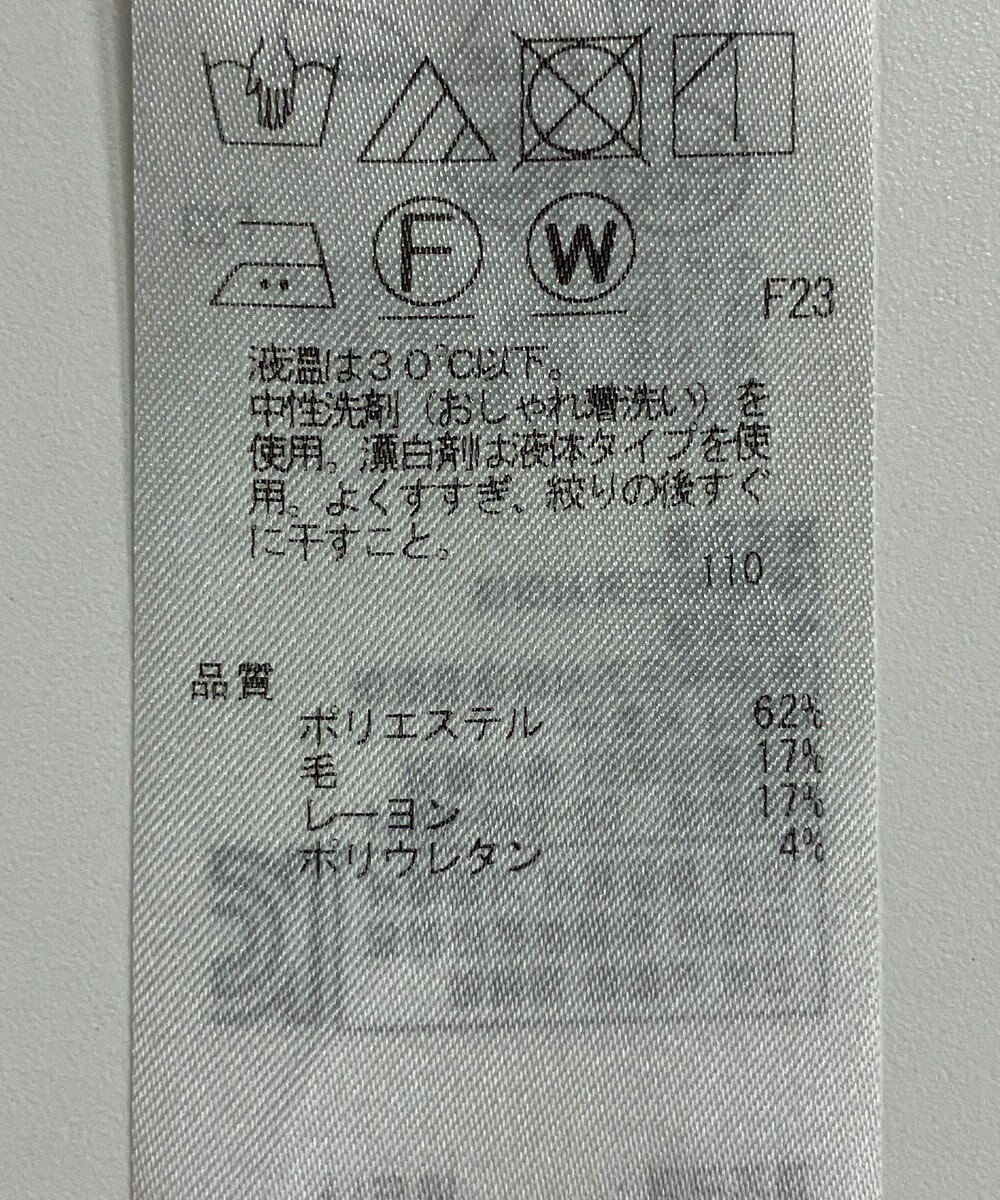 F
W
F23
液温は30℃以下。
中性洗剤(おしゃれ着洗い)を
使用。漂白剤は液体タイプを使
用。よくすすぎ、絞りの後すぐ
に干すこと。
110
品質
ポリエステル 62%
毛 17%
レーヨン 17%
ポリウレタン 4%